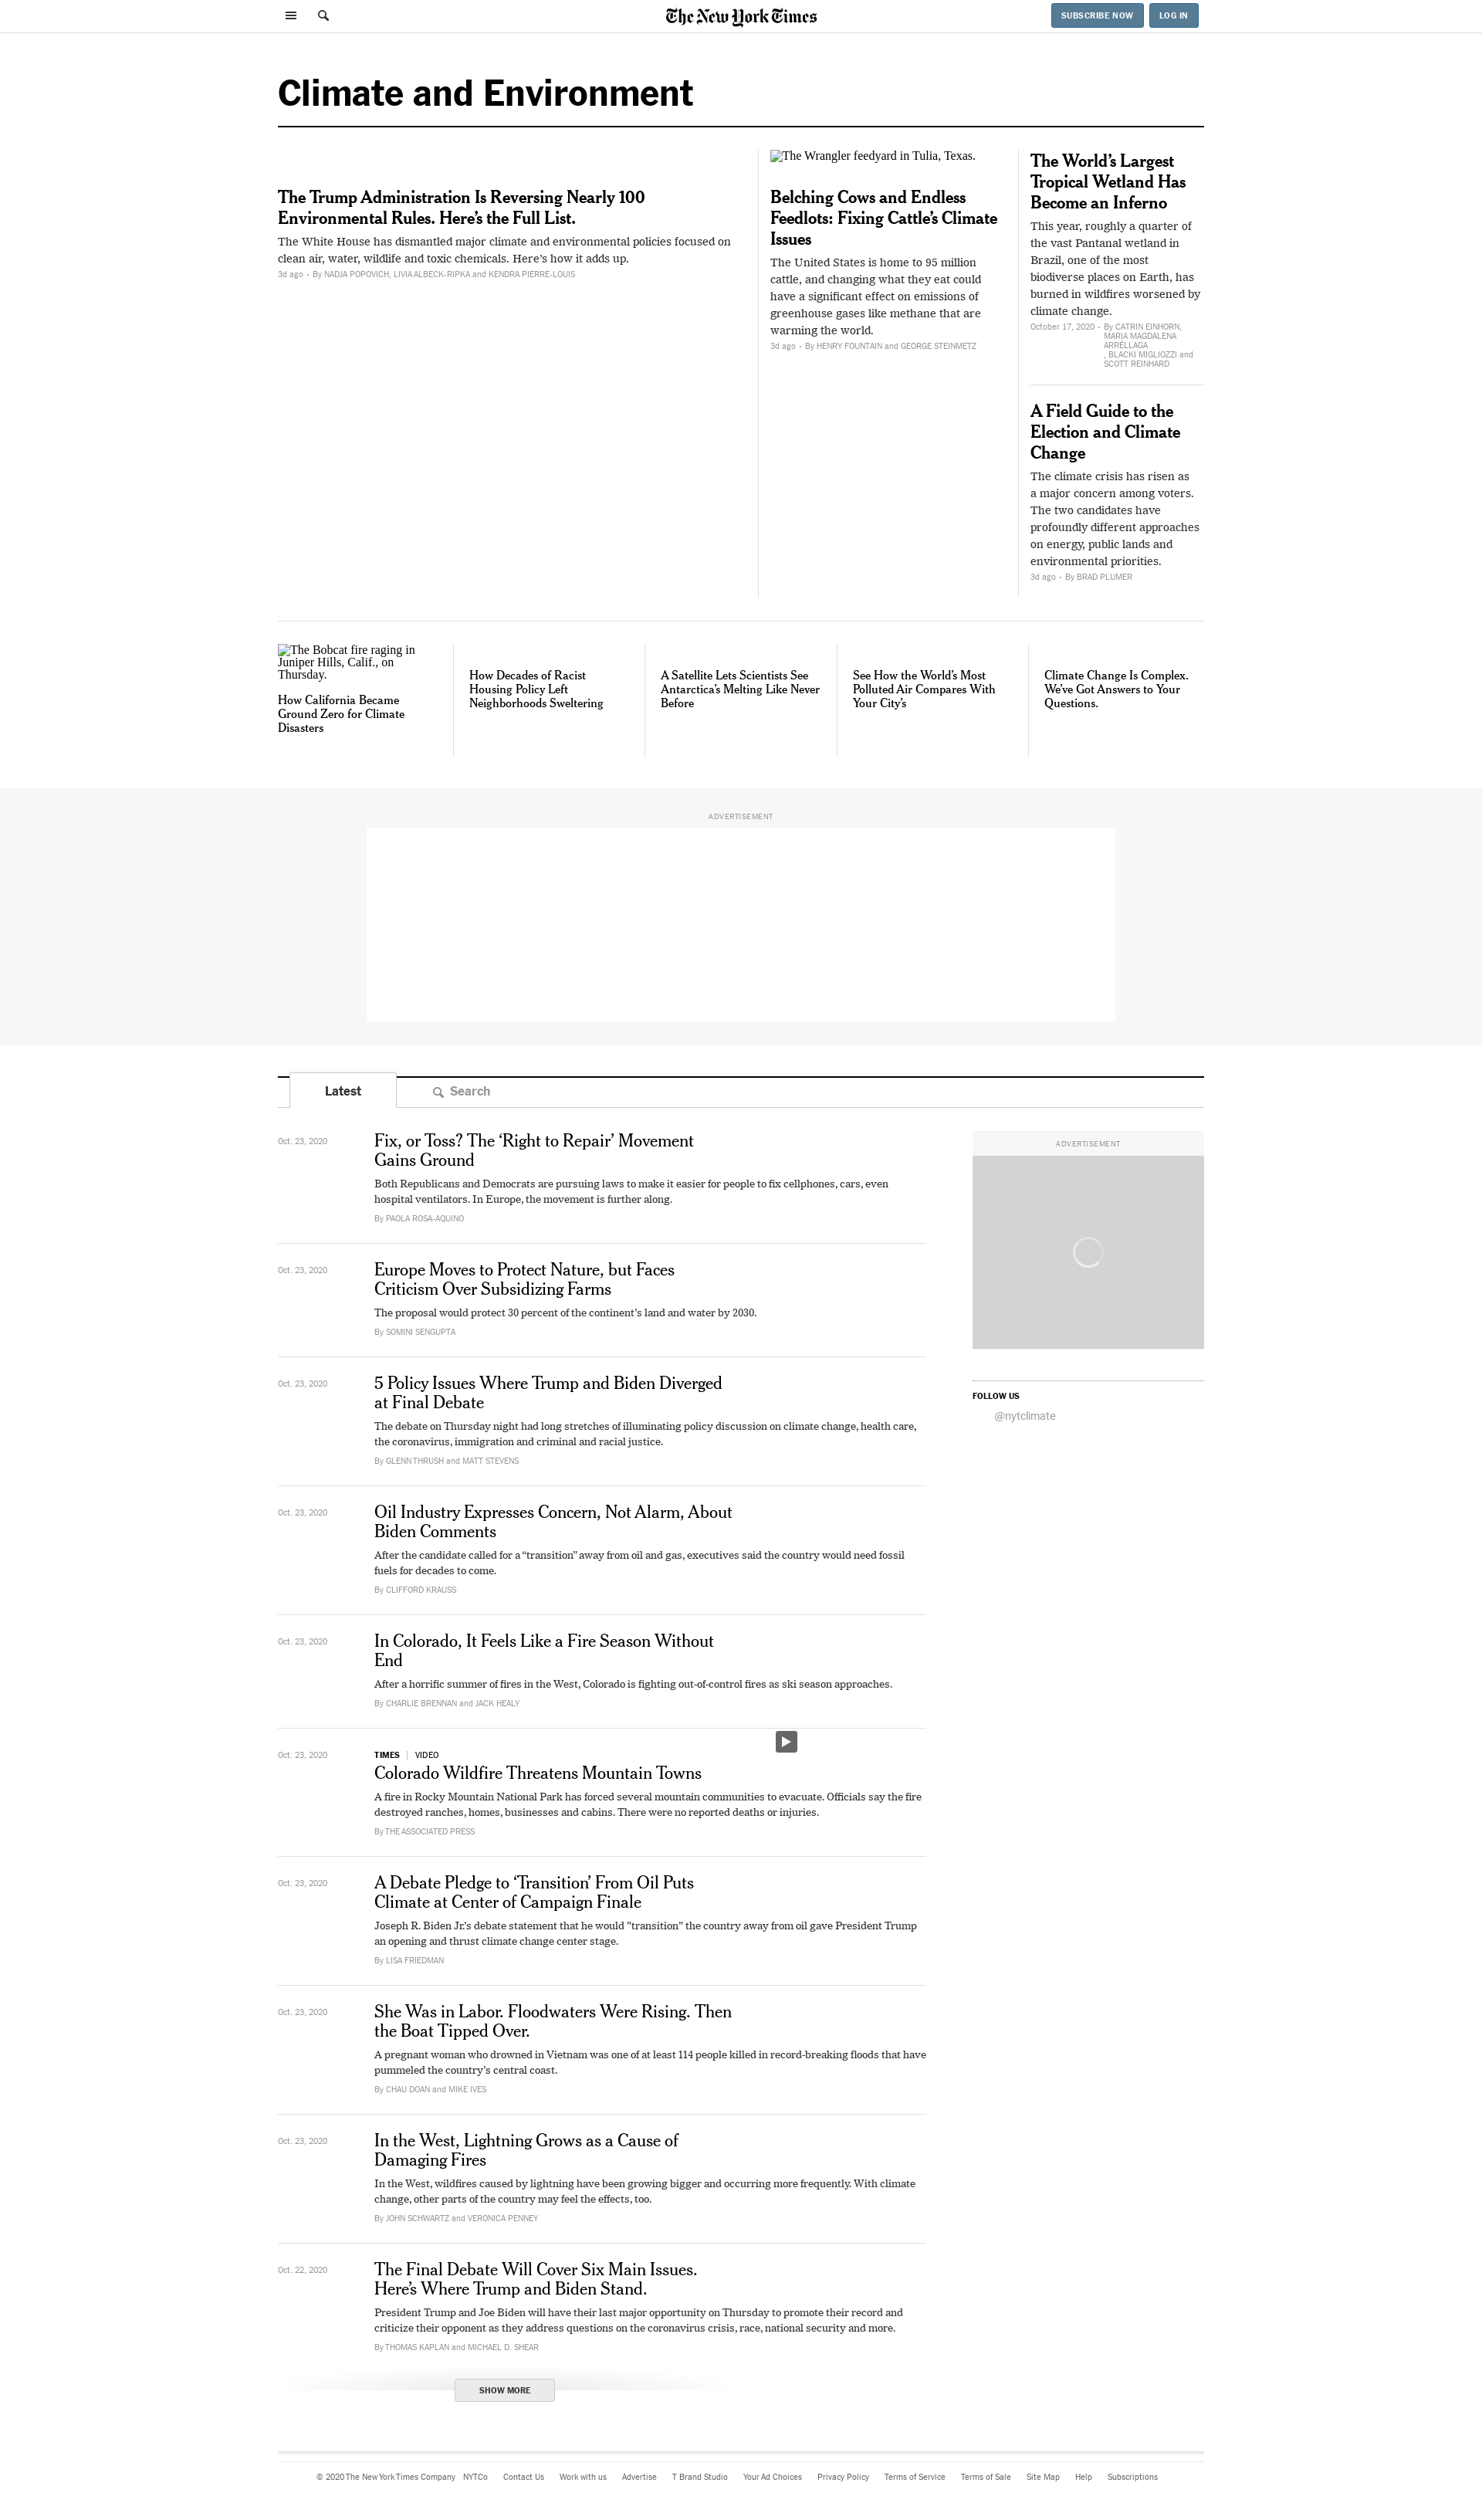 The New York Times
SUBSCRIBE NOW
LOG IN
Climate and Environment
The Trump Administration Is Reversing Nearly 100
Environmental Rules. Here’s the Full List.
The White House has dismantled major climate and environmental policies focused on
clean air, water, wildlife and toxic chemicals. Here’s how it adds up.
3d ago • By NADJA POPOVICH, LIVIA ALBECK-RIPKA and KENDRA PIERRE-LOUIS
The Wrangler feedyard in Tulia, Texas.
Belching Cows and Endless
Feedlots: Fixing Cattle’s Climate
Issues
The United States is home to 95 million
cattle, and changing what they eat could
have a significant effect on emissions of
greenhouse gases like methane that are
warming the world.
3d ago • By HENRY FOUNTAIN and GEORGE STEINMETZ
The World’s Largest
Tropical Wetland Has
Become an Inferno
This year, roughly a quarter of
the vast Pantanal wetland in
Brazil, one of the most
biodiverse places on Earth, has
burned in wildfires worsened by
climate change.
October 17, 2020 • By CATRIN EINHORN,
MARIA MAGDALENA
ARRÉLLAGA
, BLACKI MIGLIOZZI and
SCOTT REINHARD
A Field Guide to the
Election and Climate
Change
The climate crisis has risen as
a major concern among voters.
The two candidates have
profoundly different approaches
on energy, public lands and
environmental priorities.
3d ago • By BRAD PLUMER
The Bobcat fire raging in
Juniper Hills, Calif., on
Thursday.
How California Became
Ground Zero for Climate
Disasters
How Decades of Racist
Housing Policy Left
Neighborhoods Sweltering
A Satellite Lets Scientists See
Antarctica’s Melting Like Never
Before
See How the World’s Most
Polluted Air Compares With
Your City’s
Climate Change Is Complex.
We’ve Got Answers to Your
Questions.
ADVERTISEMENT
Latest
Search
Oct. 23, 2020
Fix, or Toss? The ‘Right to Repair’ Movement
Gains Ground
Both Republicans and Democrats are pursuing laws to make it easier for people to fix cellphones, cars, even
hospital ventilators. In Europe, the movement is further along.
By PAOLA ROSA-AQUINO
Oct. 23, 2020
Europe Moves to Protect Nature, but Faces
Criticism Over Subsidizing Farms
The proposal would protect 30 percent of the continent’s land and water by 2030.
By SOMINI SENGUPTA
Oct. 23, 2020
5 Policy Issues Where Trump and Biden Diverged
at Final Debate
The debate on Thursday night had long stretches of illuminating policy discussion on climate change, health care,
the coronavirus, immigration and criminal and racial justice.
By GLENN THRUSH and MATT STEVENS
Oct. 23, 2020
Oil Industry Expresses Concern, Not Alarm, About
Biden Comments
After the candidate called for a “transition” away from oil and gas, executives said the country would need fossil
fuels for decades to come.
By CLIFFORD KRAUSS
Oct. 23, 2020
In Colorado, It Feels Like a Fire Season Without
End
After a horrific summer of fires in the West, Colorado is fighting out-of-control fires as ski season approaches.
By CHARLIE BRENNAN and JACK HEALY
Oct. 23, 2020
TIMES | VIDEO
Colorado Wildfire Threatens Mountain Towns
A fire in Rocky Mountain National Park has forced several mountain communities to evacuate. Officials say the fire
destroyed ranches, homes, businesses and cabins. There were no reported deaths or injuries.
By THE ASSOCIATED PRESS
Oct. 23, 2020
A Debate Pledge to ‘Transition’ From Oil Puts
Climate at Center of Campaign Finale
Joseph R. Biden Jr.'s debate statement that he would "transition" the country away from oil gave President Trump
an opening and thrust climate change center stage.
By LISA FRIEDMAN
Oct. 23, 2020
She Was in Labor. Floodwaters Were Rising. Then
the Boat Tipped Over.
A pregnant woman who drowned in Vietnam was one of at least 114 people killed in record-breaking floods that have
pummeled the country’s central coast.
By CHAU DOAN and MIKE IVES
Oct. 23, 2020
In the West, Lightning Grows as a Cause of
Damaging Fires
In the West, wildfires caused by lightning have been growing bigger and occurring more frequently. With climate
change, other parts of the country may feel the effects, too.
By JOHN SCHWARTZ and VERONICA PENNEY
Oct. 22, 2020
The Final Debate Will Cover Six Main Issues.
Here’s Where Trump and Biden Stand.
President Trump and Joe Biden will have their last major opportunity on Thursday to promote their record and
criticize their opponent as they address questions on the coronavirus crisis, race, national security and more.
By THOMAS KAPLAN and MICHAEL D. SHEAR
SHOW MORE
ADVERTISEMENT
FOLLOW US
@nytclimate
© 2020 The New York Times Company NYTCo Contact Us Work with us Advertise T Brand Studio Your Ad Choices Privacy Policy Terms of Service Terms of Sale Site Map Help Subscriptions